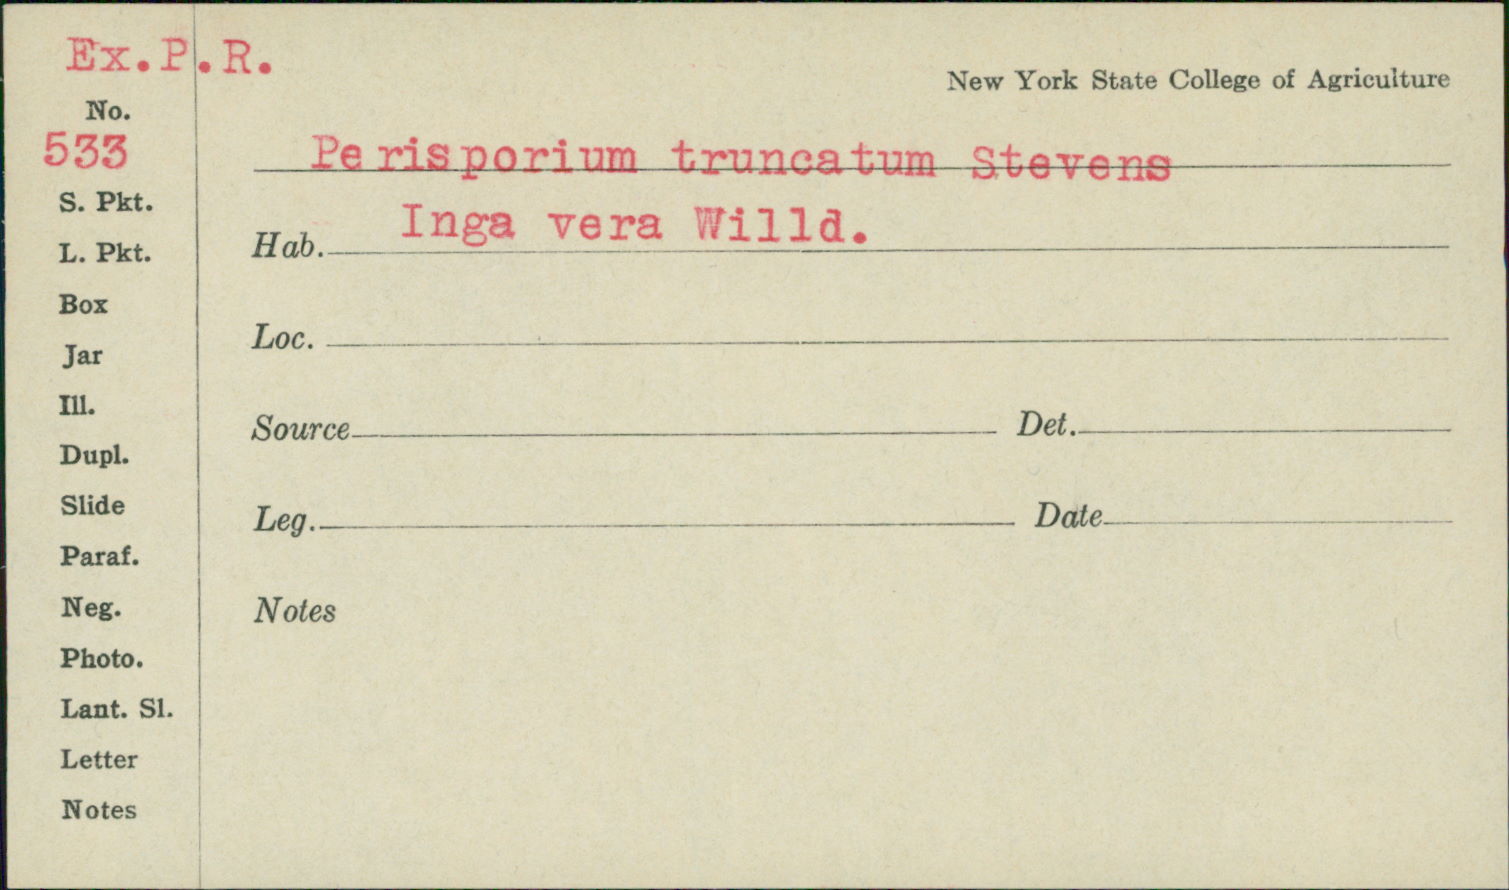 Ex.P.R.
New York State College of Agriculture
No.
533
Perisporium truncatum Stevens
S. Pkt.
Hab. Inga vera Willd.
L. Pkt.
Box
Loc.
Jar
Ill.
Source Det.
Dupl.
Slide
Leg. Date
Paraf.
Neg.
Notes
Photo.
Lant. Sl.
Letter
Notes